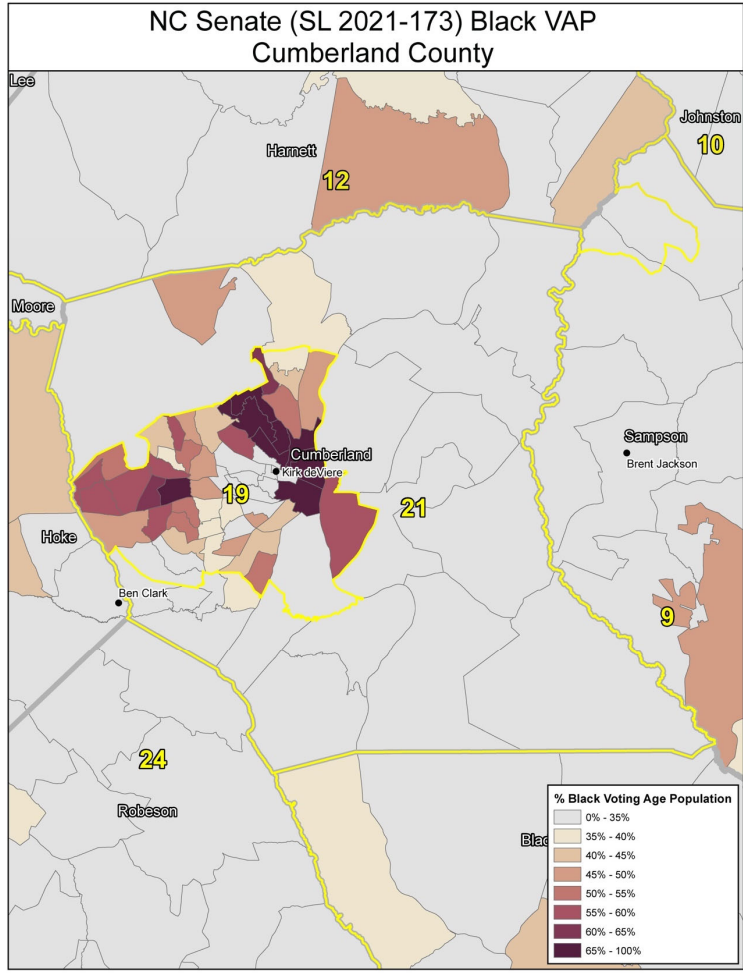 NC Senate (SL 2021-173) Black VAP
Cumberland County
Lee
Johnston
10
Harnett
12
Moore
Cumberland
Kirk deViere
Sampson
Brent Jackson
19
21
Hoke
Ben Clark
9
24
Robeson
Blad
% Black Voting Age Population
0% - 35%
35% - 40%
40% - 45%
45% - 50%
50% - 55%
55% - 60%
60% - 65%
65% - 100%